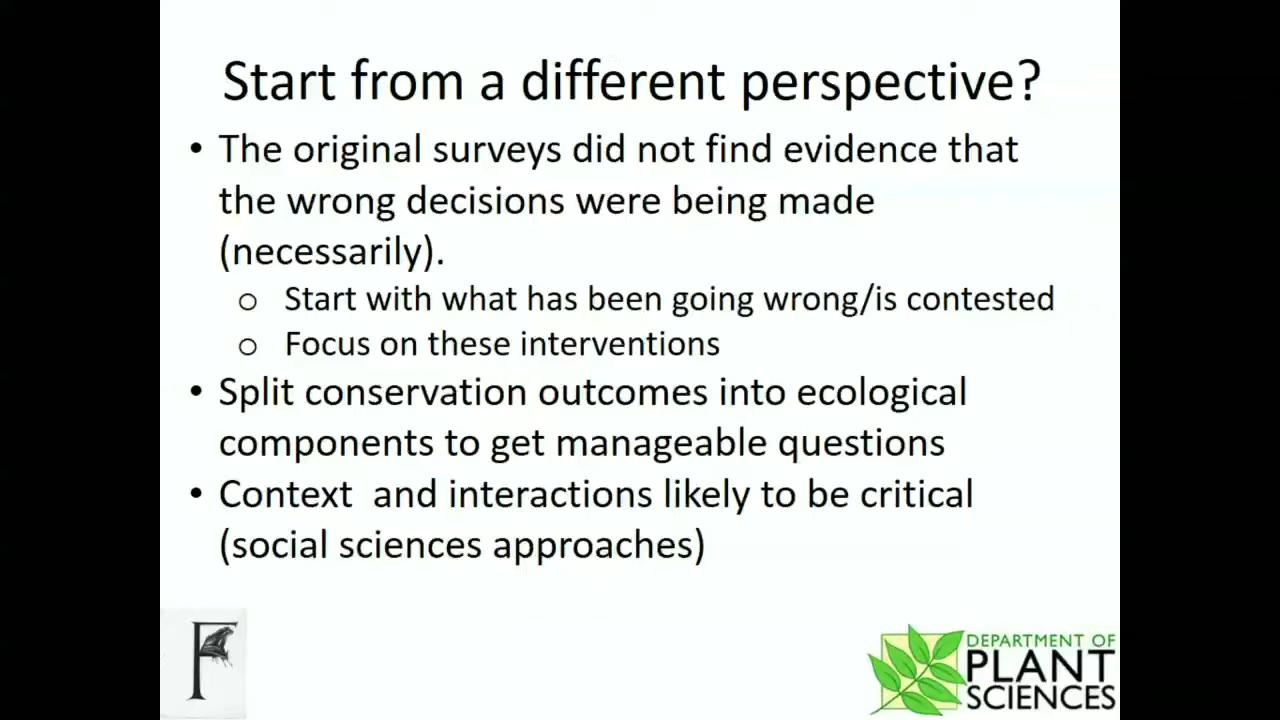 Start from a different perspective?
• The original surveys did not find evidence that
the wrong decisions were being made
(necessarily).
o Start with what has been going wrong/is contested
o Focus on these interventions
• Split conservation outcomes into ecological
components to get manageable questions
• Context  and interactions likely to be critical
(social sciences approaches)
F
DEPARTMENT OF
PLANT
SCIENCES